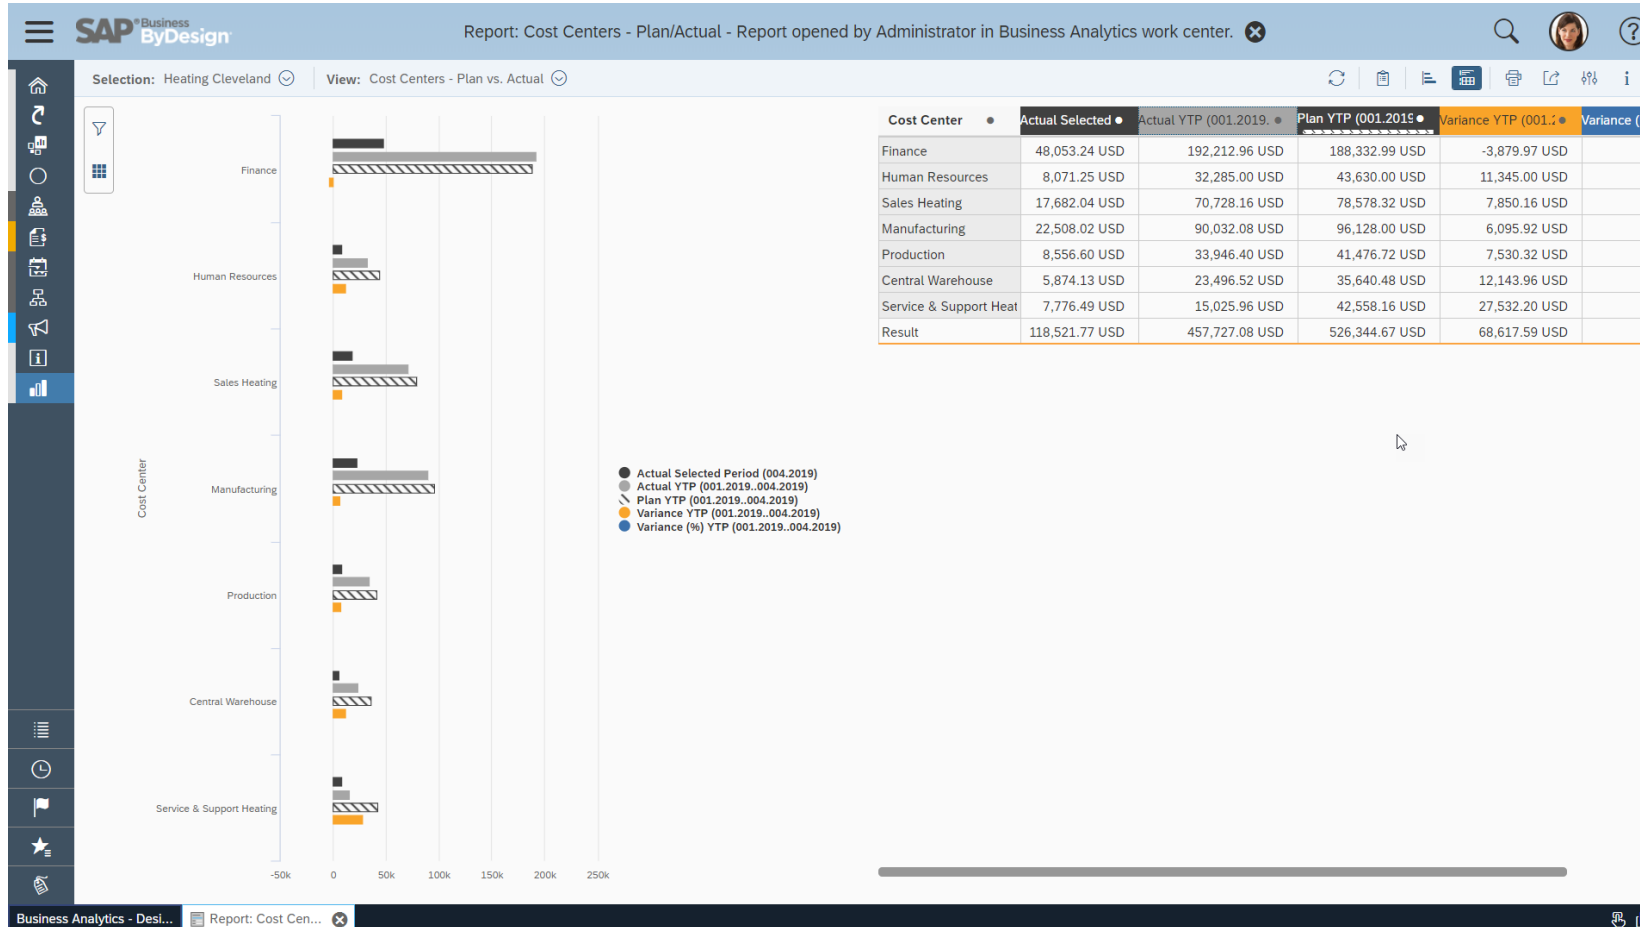 SAP Business ByDesign
Report: Cost Centers - Plan/Actual - Report opened by Administrator in Business Analytics work center.
Selection: Heating Cleveland View: Cost Centers - Plan vs. Actual
Cost Center Actual Selected Actual YTP (001.2019. Plan YTP (001.2019 Variance YTP (001.2 Variance (
Finance 48,053.24 USD 192,212.96 USD 188,332.99 USD -3,879.97 USD
Human Resources 8,071.25 USD 32,285.00 USD 43,630.00 USD 11,345.00 USD
Sales Heating 17,682.04 USD 70,728.16 USD 78,578.32 USD 7,850.16 USD
Manufacturing 22,508.02 USD 90,032.08 USD 96,128.00 USD 6,095.92 USD
Production 8,556.60 USD 33,946.40 USD 41,476.72 USD 7,530.32 USD
Central Warehouse 5,874.13 USD 23,496.52 USD 35,640.48 USD 12,143.96 USD
Service & Support Heat 7,776.49 USD 15,025.96 USD 42,558.16 USD 27,532.20 USD
Result 118,521.77 USD 457,727.08 USD 526,344.67 USD 68,617.59 USD
Cost Center
Finance
Human Resources
Sales Heating
Manufacturing
Production
Central Warehouse
Service & Support Heating
-50k 0 50k 100k 150k 200k 250k
Actual Selected Period (004.2019)
Actual YTP (001.2019..004.2019)
Plan YTP (001.2019..004.2019)
Variance YTP (001.2019..004.2019)
Variance (%) YTP (001.2019..004.2019)
Business Analytics - Desi... Report: Cost Cen...